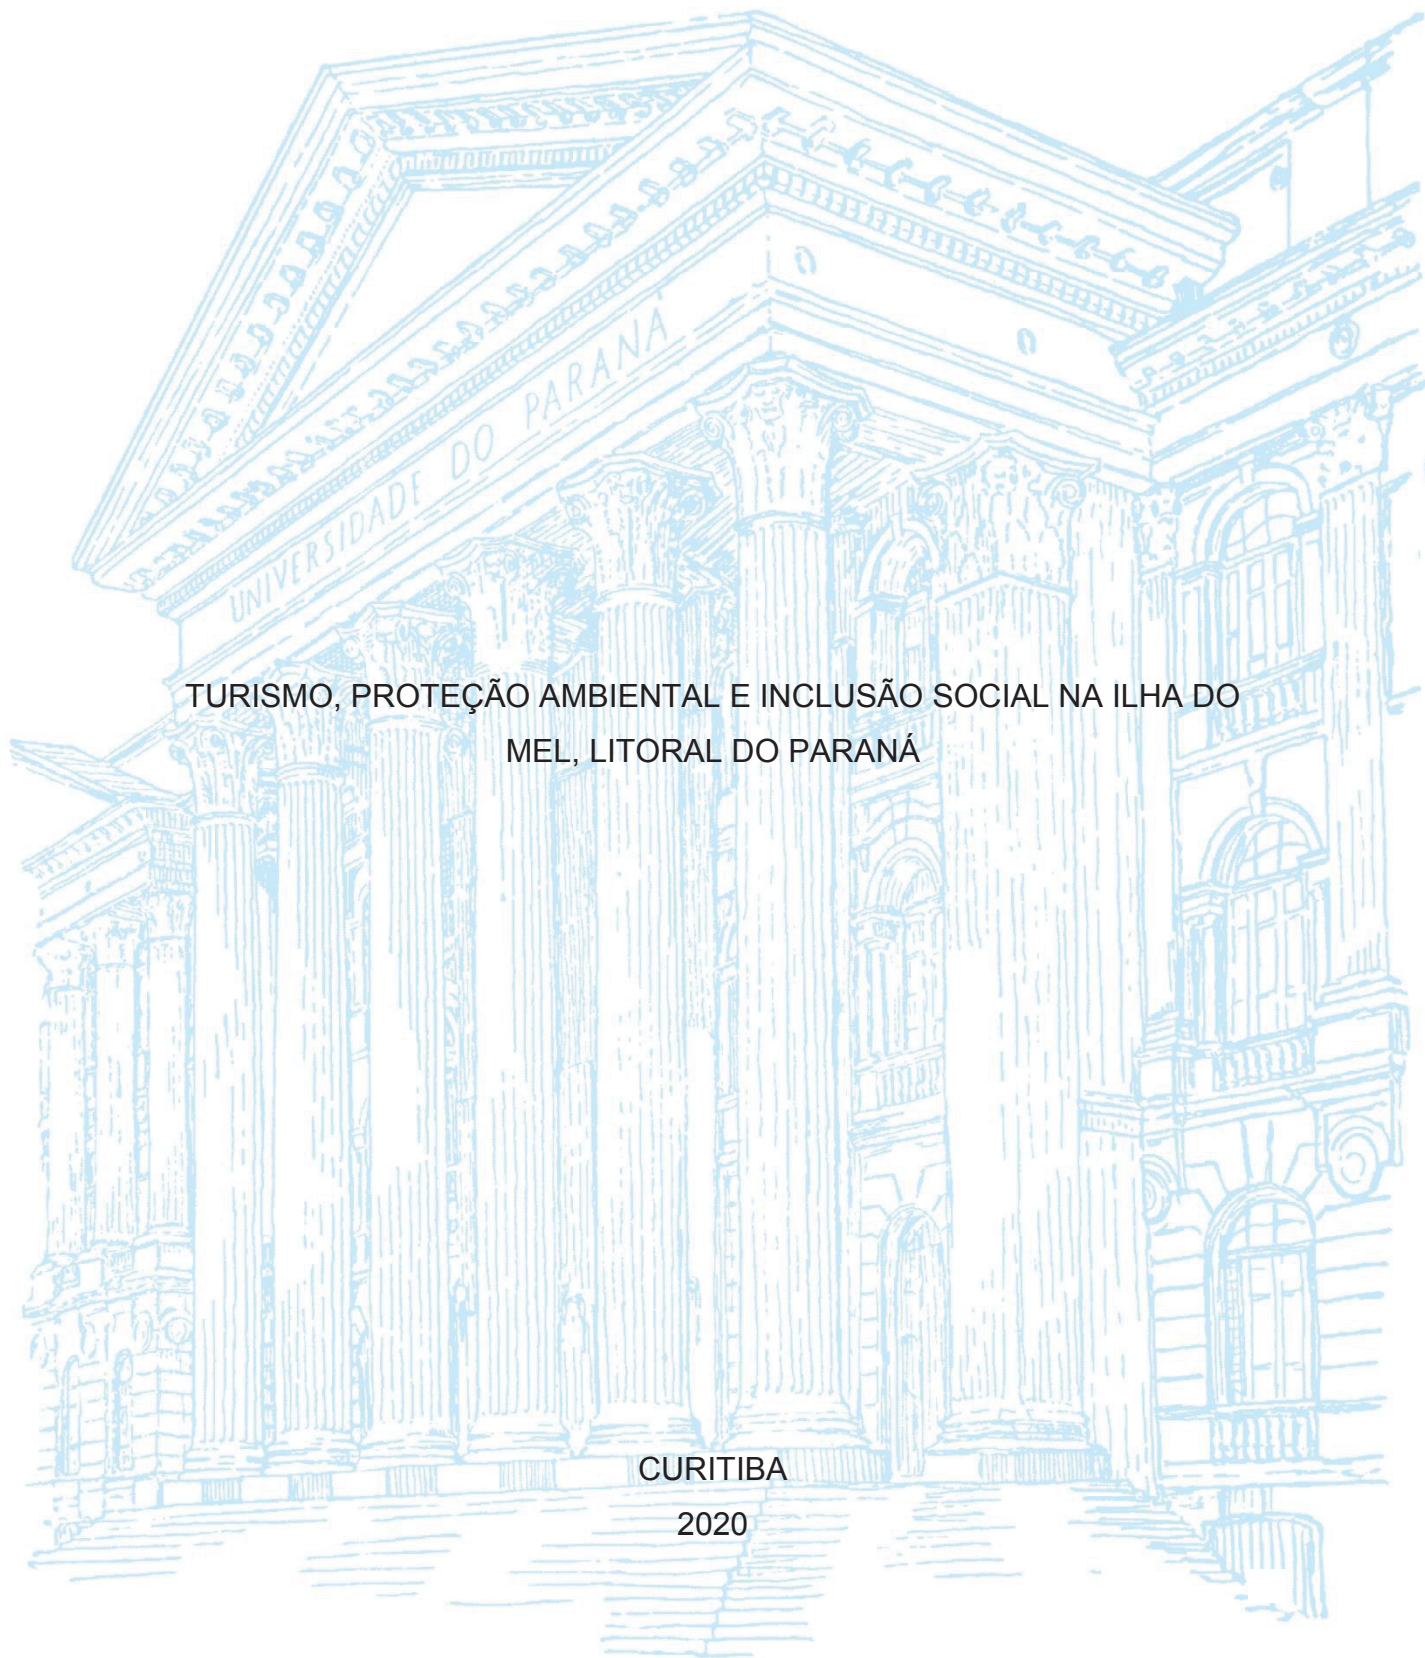 UNIVERSIDADE DO PARANÁ
TURISMO, PROTEÇÃO AMBIENTAL E INCLUSÃO SOCIAL NA ILHA DO
MEL, LITORAL DO PARANÁ
CURITIBA
2020